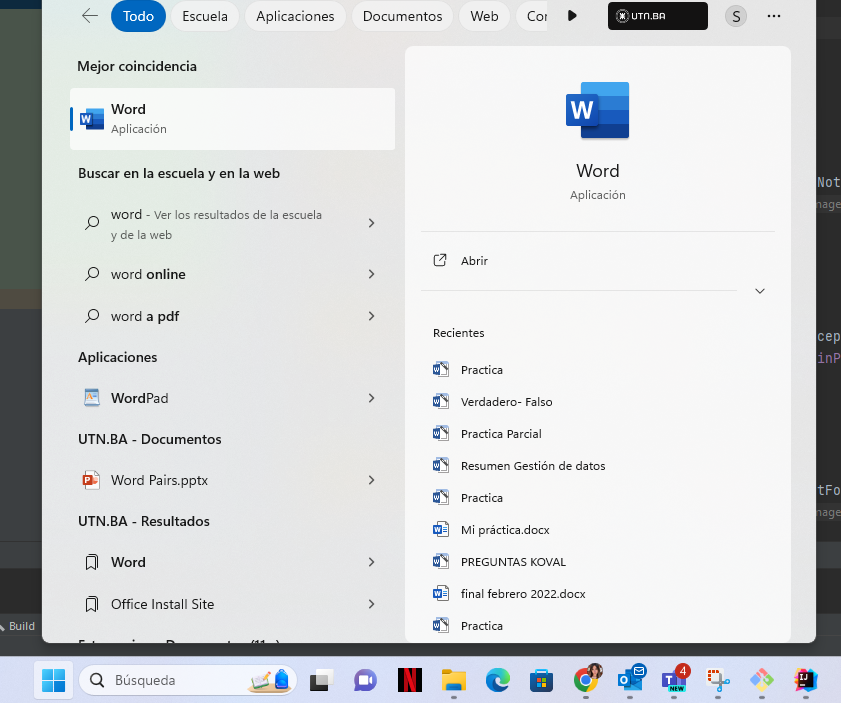 Todo
Escuela
Aplicaciones
Documentos
Web
Cor
UTN.BA
S
Mejor coincidencia
Word
Aplicación
Buscar en la escuela y en la web
word - Ver los resultados de la escuela
y de la web
word online
word a pdf
Aplicaciones
WordPad
UTN.BA - Documentos
Word Pairs.pptx
UTN.BA - Resultados
Word
Office Install Site
W
Word
Aplicación
Abrir
Recientes
Practica
Verdadero- Falso
Practica Parcial
Resumen Gestión de datos
Practica
Mi práctica.docx
PREGUNTAS KOVAL
final febrero 2022.docx
Practica
Not
nage
cep
inP
tFo
nage
Build
Búsqueda
N
4
NEW
IJ